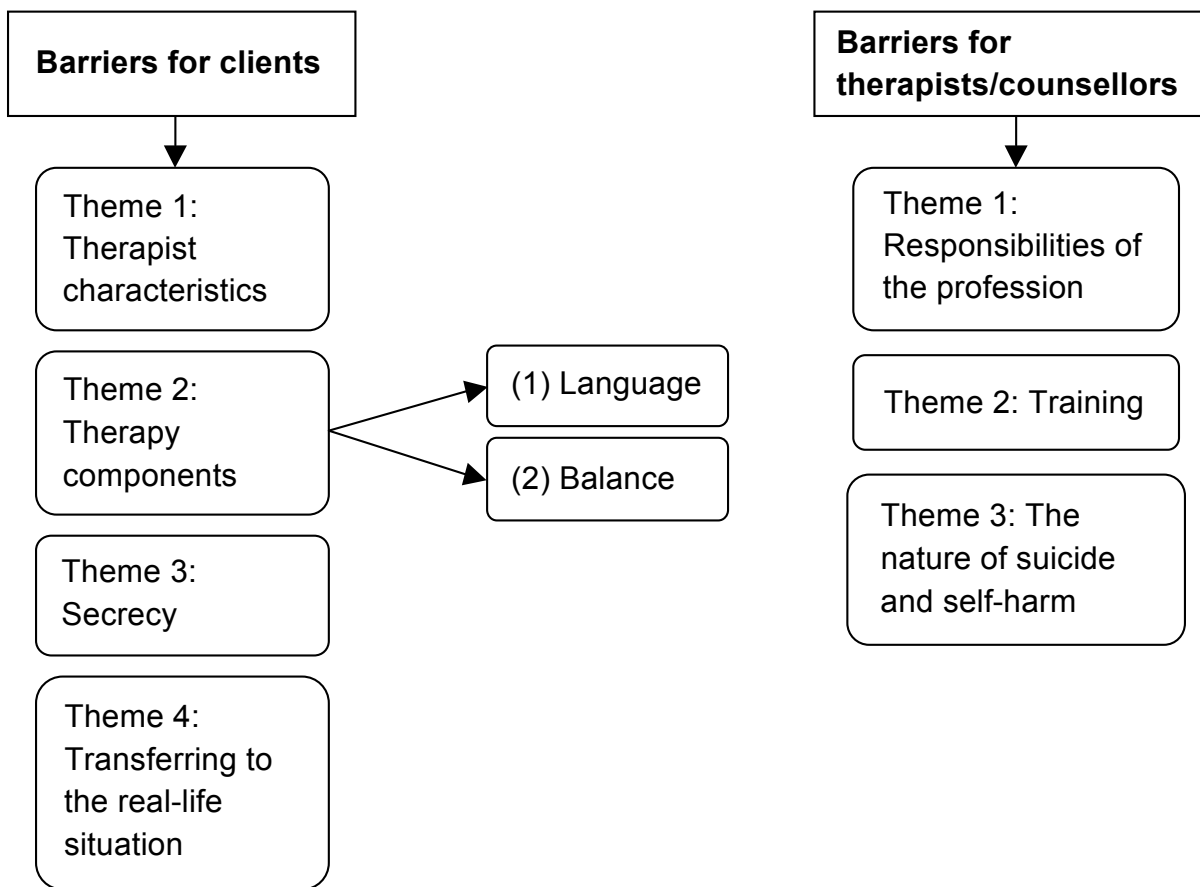 Barriers for clients
Theme 1:
Therapist
characteristics
Theme 2:
Therapy
components
(1) Language
(2) Balance
Theme 3:
Secrecy
Theme 4:
Transferring to
the real-life
situation
Barriers for
therapists/counsellors
Theme 1:
Responsibilities of
the profession
Theme 2: Training
Theme 3: The
nature of suicide
and self-harm